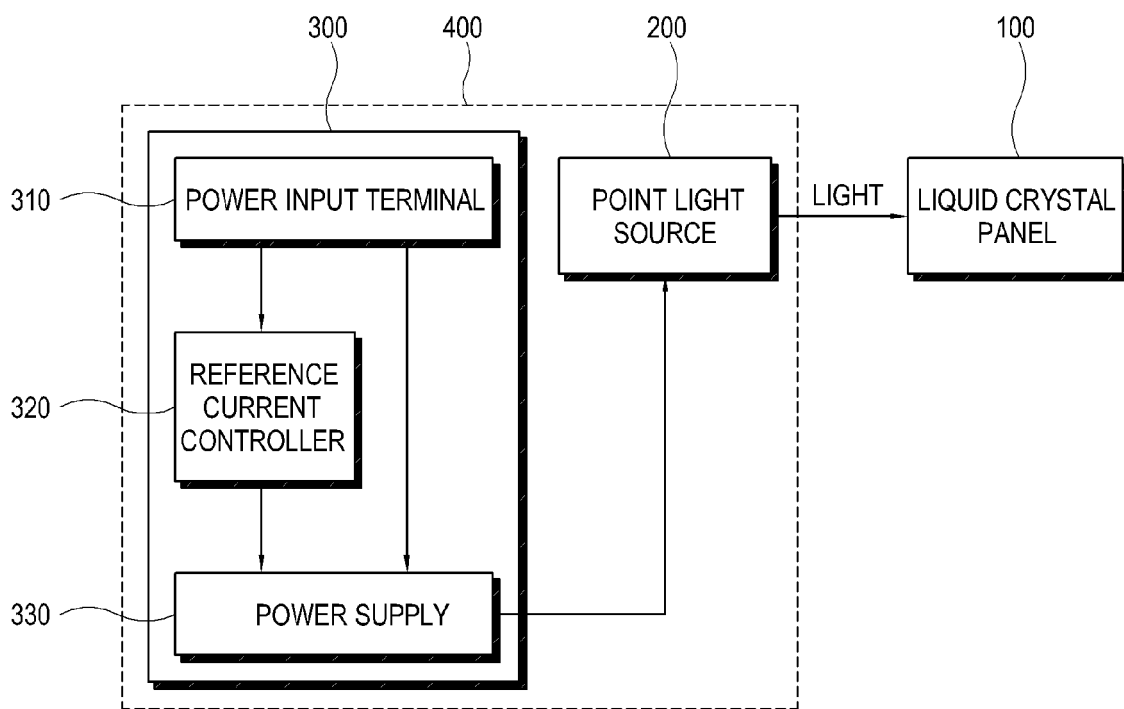 300
400
200
100
310
POWER INPUT TERMINAL
POINT LIGHT
SOURCE
LIGHT
LIQUID CRYSTAL
PANEL
320
REFERENCE
CURRENT
CONTROLLER
330
POWER SUPPLY